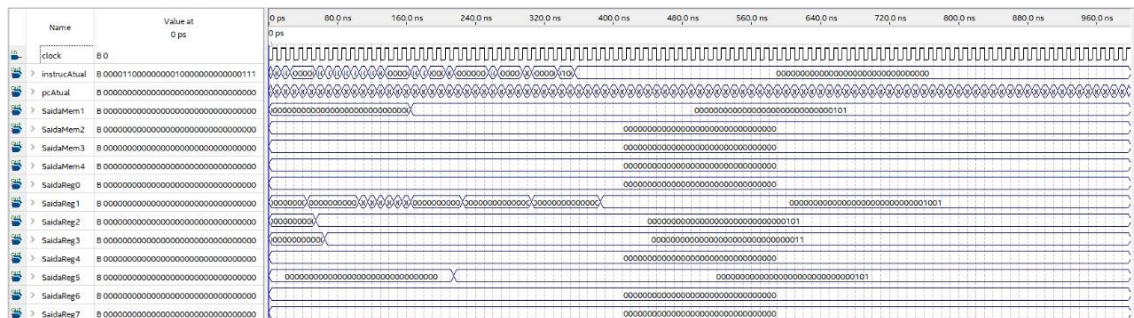 Name Value at 0 ps 0 ps 80.0 ns 160.0 ns 240.0 ns 320.0 ns 400.0 ns 480.0 ns 560.0 ns 640.0 ns 720.0 ns 800.0 ns 880.0 ns 960.0 ns
0 ps
clock B 0
instrucAtual 00000000000000000000000000000000
pcAtual B 00000000000000000000000000000000
SaidaMem1 B 00000000000000000000000000000000 00000000000000000000000000000101
SaidaMem2 B 00000000000000000000000000000000 00000000000000000000000000000000
SaidaMem3 B 00000000000000000000000000000000 00000000000000000000000000000000
SaidaMem4 B 00000000000000000000000000000000 00000000000000000000000000000000
SaidaReg0 B 00000000000000000000000000000000 00000000000000000000000000000000
SaidaReg1 B 00000000000000000000000000000000 00000000000000000000000000001001
SaidaReg2 B 00000000000000000000000000000000 00000000000000000000000000000101
SaidaReg3 B 00000000000000000000000000000000 00000000000000000000000000000011
SaidaReg4 B 00000000000000000000000000000000 00000000000000000000000000000000
SaidaReg5 B 00000000000000000000000000000000 00000000000000000000000000000000 00000000000000000000000000000101
SaidaReg6 B 00000000000000000000000000000000 00000000000000000000000000000000
SaidaReg7 B 00000000000000000000000000000000 00000000000000000000000000000000